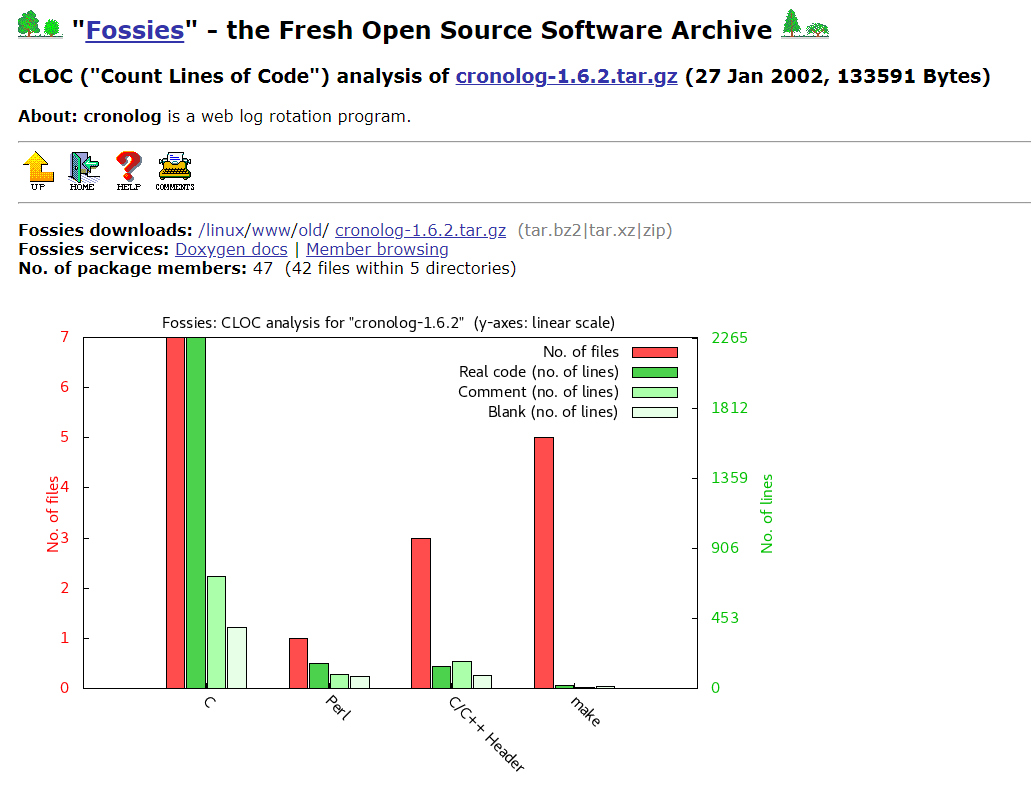 "Fossies" - the Fresh Open Source Software Archive
CLOC ("Count Lines of Code") analysis of cronolog-1.6.2.tar.gz (27 Jan 2002, 133591 Bytes)
About: cronolog is a web log rotation program.
UP HOME HELP COMMENTS
Fossies downloads: /linux/www/old/ cronolog-1.6.2.tar.gz (tar.bz2|tar.xz|zip)
Fossies services: Doxygen docs | Member browsing
No. of package members: 47 (42 files within 5 directories)
Fossies: CLOC analysis for "cronolog-1.6.2" (y-axes: linear scale)
No. of files
Real code (no. of lines)
Comment (no. of lines)
Blank (no. of lines)
7
6
5
4
3
2
1
0
No. of files
2265
1812
1359
906
453
0
No. of lines
C
Perl
C/C++ Header
make